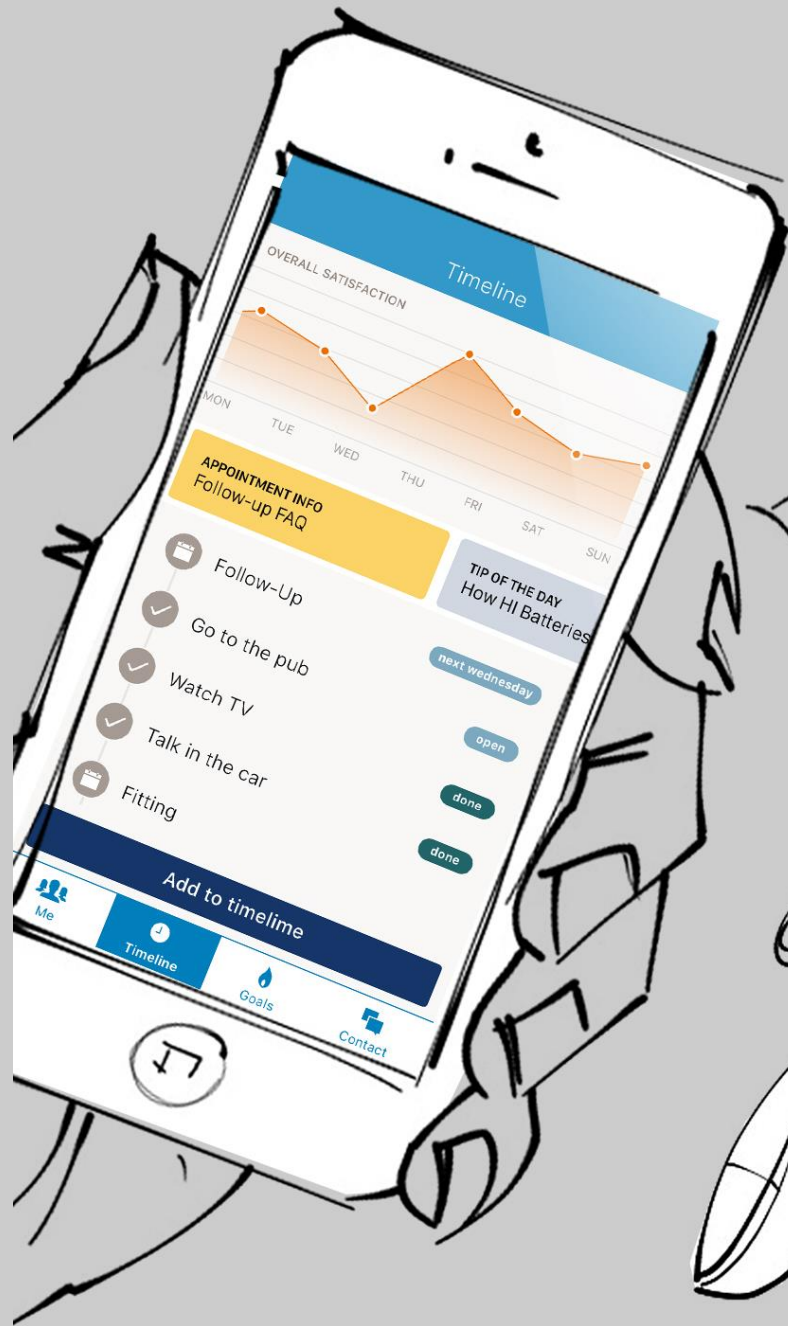 Timeline
OVERALL SATISFACTION
MON TUE WED THU FRI SAT SUN
APPOINTMENT INFO
Follow-up FAQ
TIP OF THE DAY
How HI Batteries
Follow-Up
next wednesday
Go to the pub
open
Watch TV
done
Talk in the car
done
Fitting
Add to timelime
Me
Timeline
Goals
Contact